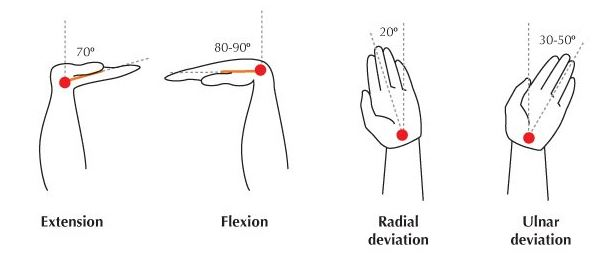 70º
80-90º
20º
30-50º
Extension
Flexion
Radial
deviation
Ulnar
deviation